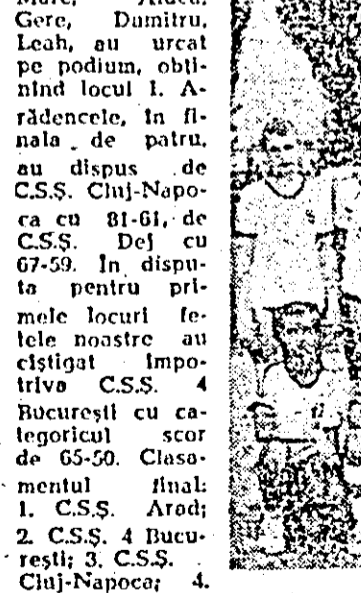 Gere, Dumitru,
Leah, au urcat
pe podium, obți-
nînd locul I. A-
rădencele, în fi-
nala de patru,
au dispus de
C.S.Ș. Cluj-Napo-
ca cu 81-61, de
C.S.Ș. Dej cu
67-59. În dispu-
ta pentru pri-
mele locuri fe-
tele noastre au
cîștigat împo-
triva C.S.Ș. 4
București cu ca-
tegoricul scor
de 65-50. Clasa-
mentul final:
1. C.S.Ș. Arad;
2. C.S.Ș. 4 Bucu-
rești; 3. C.S.Ș.
Cluj-Napoca; 4.